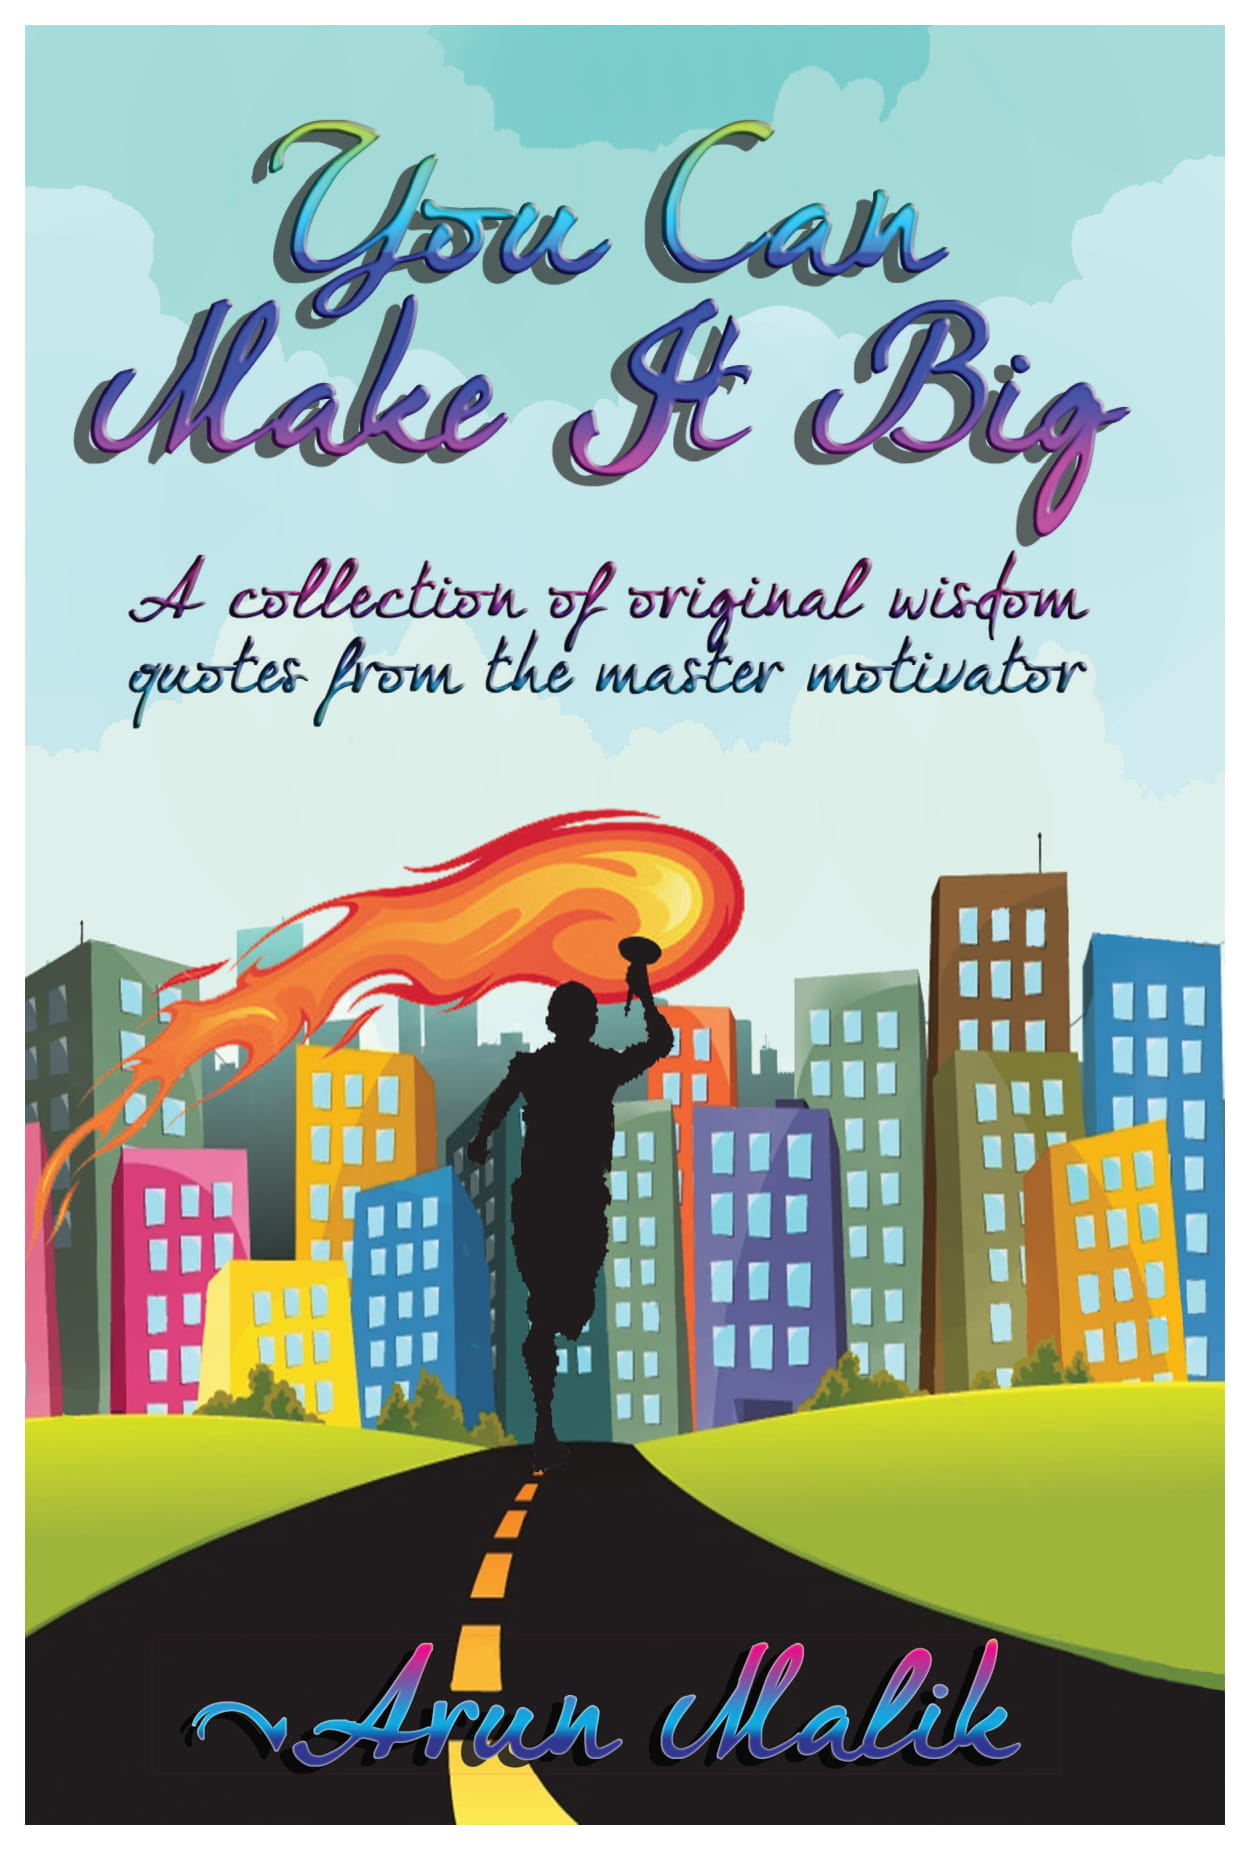 You Can
Make It Big
A collection of original wisdom
quotes from the master motivator
~Arun Malik